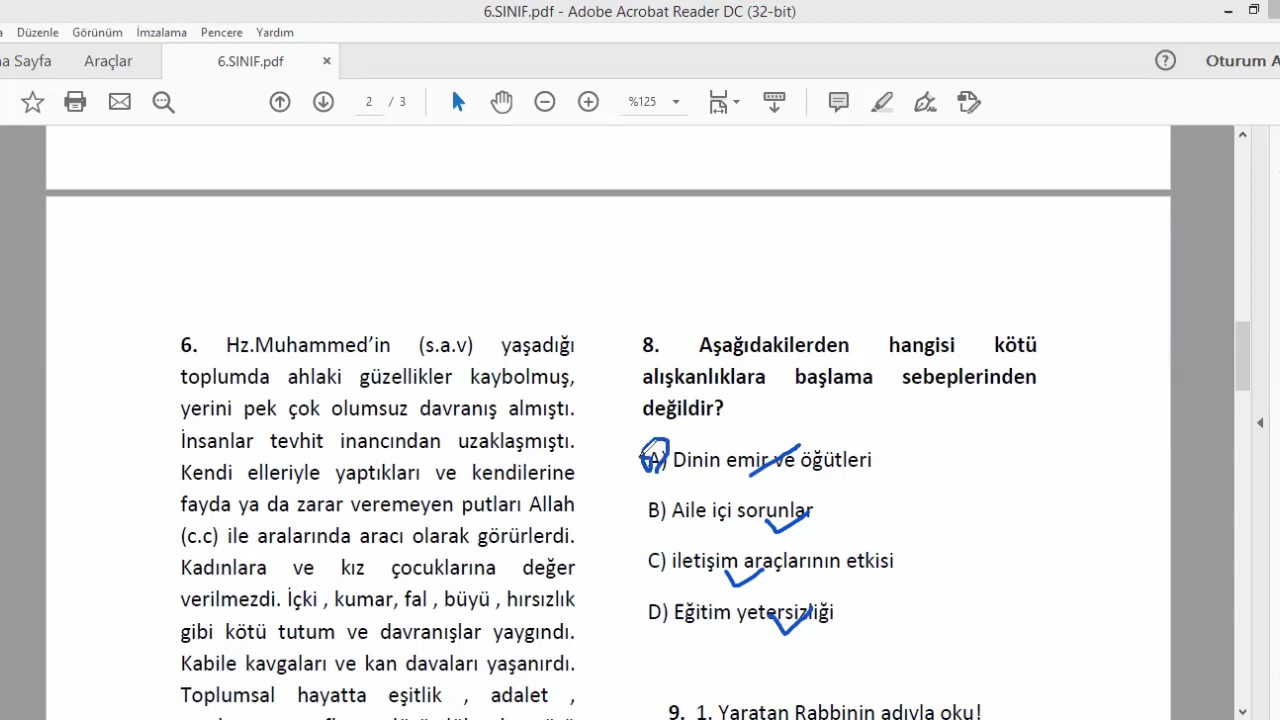 6.SINIF.pdf - Adobe Acrobat Reader DC (32-bit)
Düzenle Görünüm İmzalama Pencere Yardım
a Sayfa Araçlar 6.SINIF.pdf × ? Oturum A
2 / 3 %125
6. Hz.Muhammed’in (s.a.v) yaşadığı
toplumda ahlaki güzellikler kaybolmuş,
yerini pek çok olumsuz davranış almıştı.
İnsanlar tevhit inancından uzaklaşmıştı.
Kendi elleriyle yaptıkları ve kendilerine
fayda ya da zarar veremeyen putları Allah
(c.c) ile aralarında aracı olarak görürlerdi.
Kadınlara ve kız çocuklarına değer
verilmezdi. İçki , kumar, fal , büyü , hırsızlık
gibi kötü tutum ve davranışlar yaygındı.
Kabile kavgaları ve kan davaları yaşanırdı.
Toplumsal hayatta eşitlik , adalet ,
8. Aşağıdakilerden hangisi kötü
alışkanlıklara başlama sebeplerinden
değildir?
A) Dinin emir ve öğütleri
B) Aile içi sorunlar
C) iletişim araçlarının etkisi
D) Eğitim yetersizliği
9. 1. Yaratan Rabbinin adıyla oku!